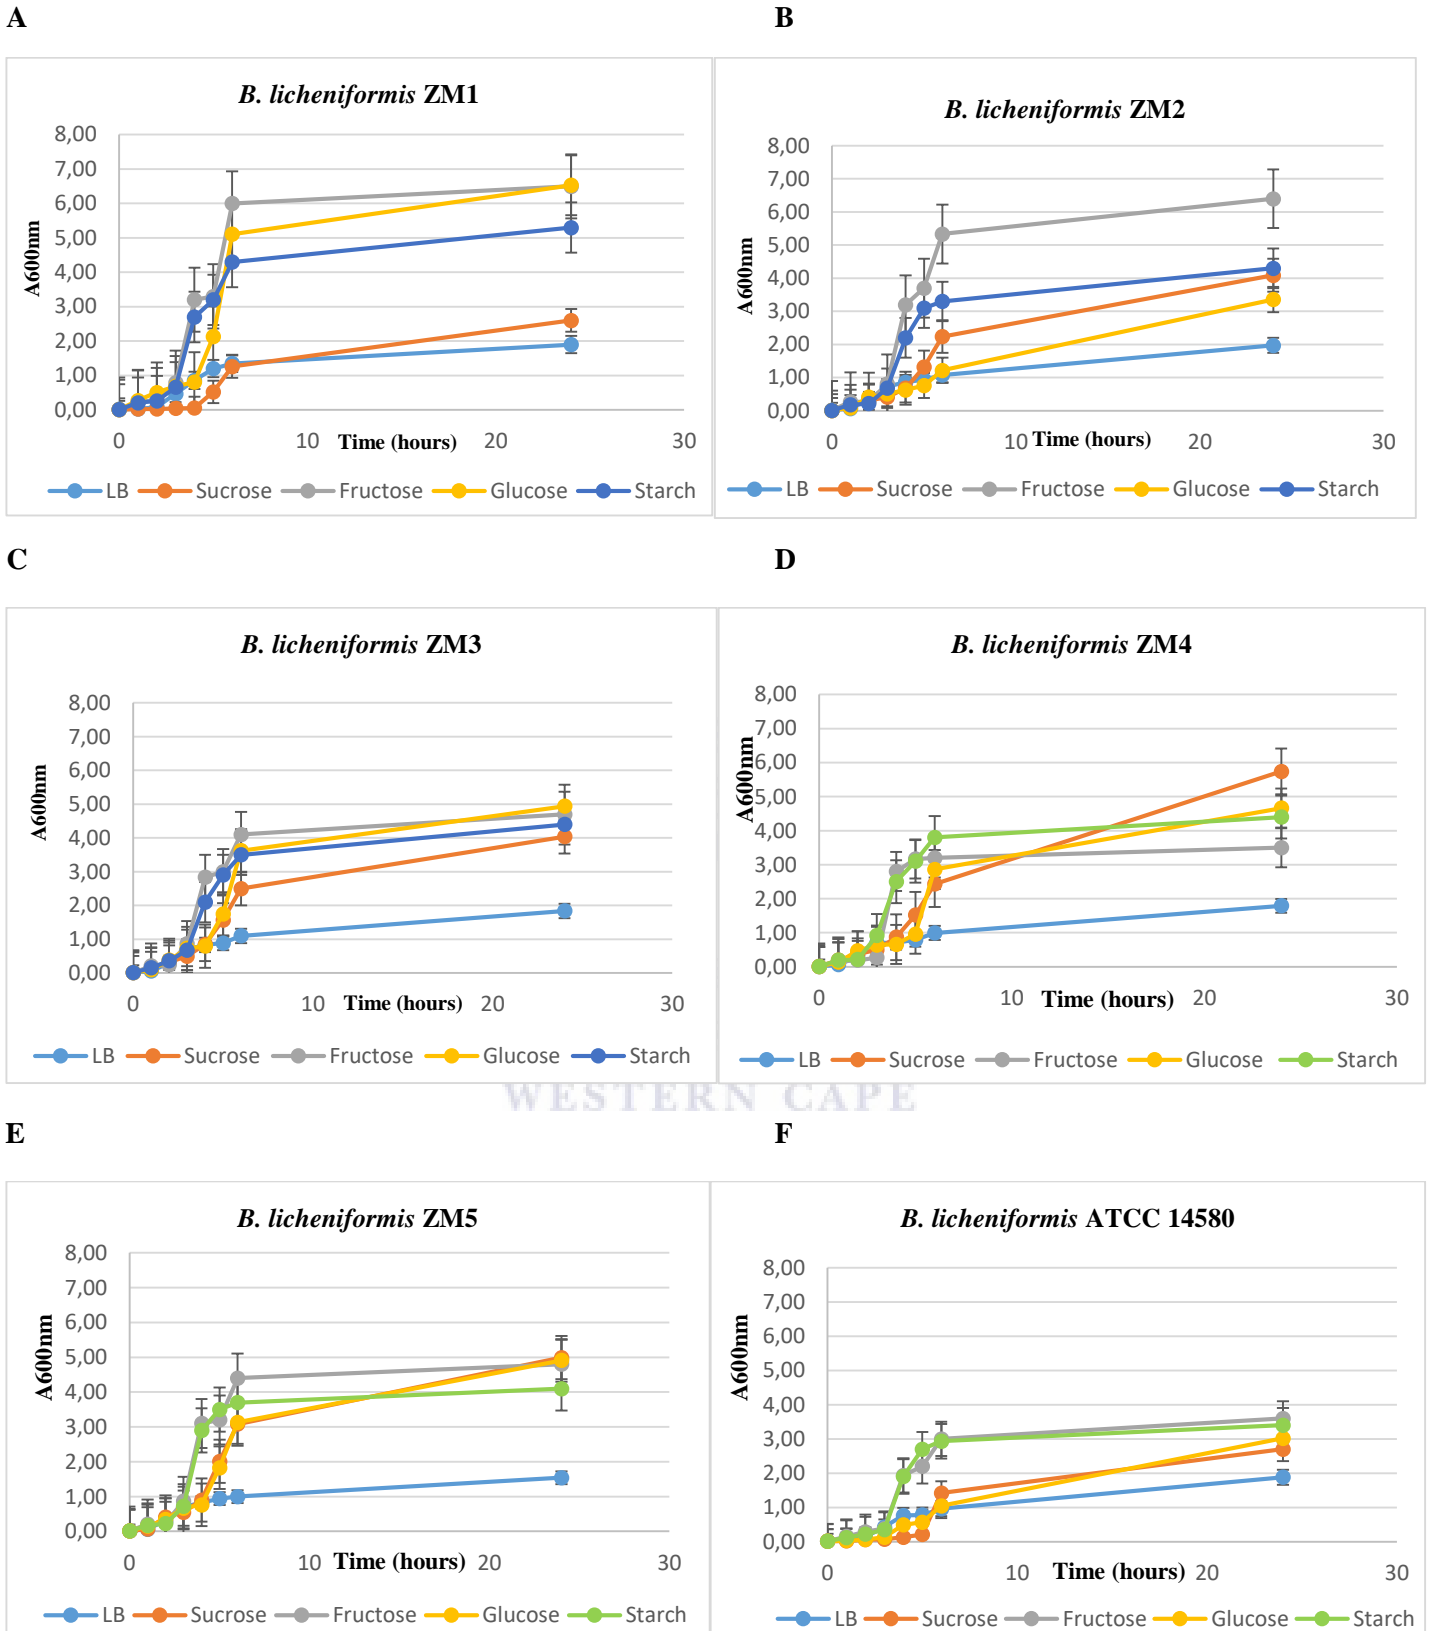 A
B
B. licheniformis ZM1
8,00
7,00
6,00
5,00
4,00
3,00
2,00
1,00
0,00
A600nm
0
10
20
30
Time (hours)
LB Sucrose Fructose Glucose Starch
B. licheniformis ZM2
8,00
7,00
6,00
5,00
4,00
3,00
2,00
1,00
0,00
A600nm
0
10
20
30
Time (hours)
LB Sucrose Fructose Glucose Starch
C
D
B. licheniformis ZM3
8,00
7,00
6,00
5,00
4,00
3,00
2,00
1,00
0,00
A600nm
0
10
20
30
Time (hours)
LB Sucrose Fructose Glucose Starch
B. licheniformis ZM4
8,00
7,00
6,00
5,00
4,00
3,00
2,00
1,00
0,00
A600nm
0
10
20
30
Time (hours)
LB Sucrose Fructose Glucose Starch
WESTERN CAPE
E
F
B. licheniformis ZM5
8,00
7,00
6,00
5,00
4,00
3,00
2,00
1,00
0,00
A600nm
0
10
20
30
Time (hours)
LB Sucrose Fructose Glucose Starch
B. licheniformis ATCC 14580
8,00
7,00
6,00
5,00
4,00
3,00
2,00
1,00
0,00
A600nm
0
10
20
30
Time (hours)
LB Sucrose Fructose Glucose Starch